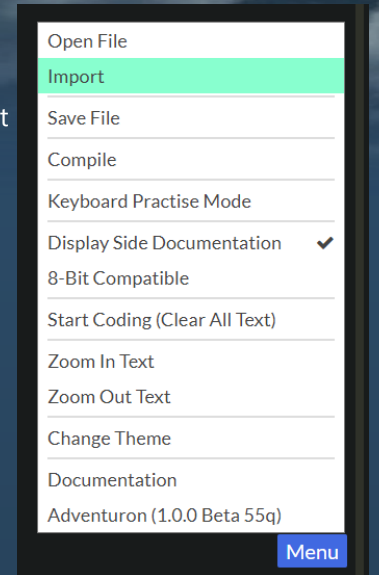 Open File
Import
t
Save File
Compile
Keyboard Practise Mode
Display Side Documentation
8-Bit Compatible
Start Coding (Clear All Text)
Zoom In Text
Zoom Out Text
Change Theme
Documentation
Adventuron (1.0.0 Beta 55q)
Menu